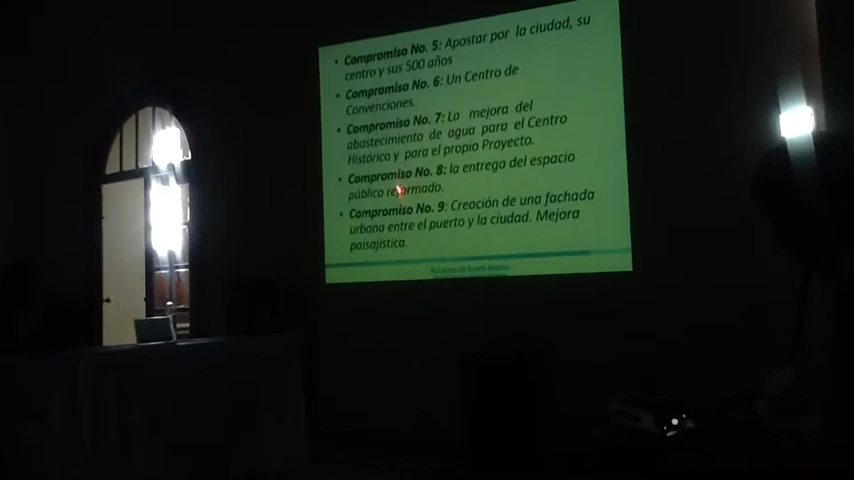 • Compromiso No. 5: Apostar por la ciudad, su
centro y sus 500 años
• Compromiso No. 6: Un Centro de
Convenciones.
• Compromiso No. 7: La mejora del
abastecimiento de agua para el Centro
Histórico y para el propio Proyecto.
• Compromiso No. 8: la entrega del espacio
público reformado.
• Compromiso No. 9: Creación de una fachada
urbana entre el puerto y la ciudad. Mejora
paisajística.